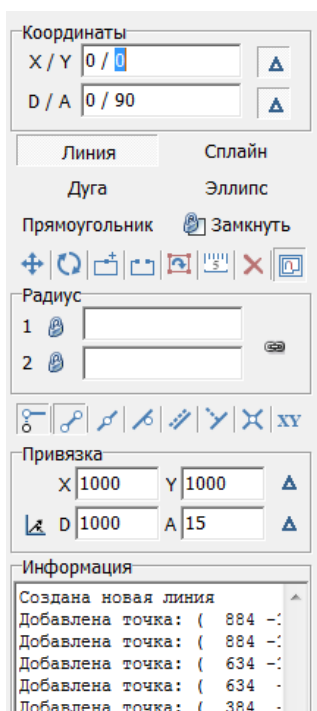 Координаты
X / Y 0 / 0 Δ
D / A 0 / 90 Δ
Линия Сплайн
Дуга Эллипс
Прямоугольник Замкнуть
5
Радиус
1
2
XY
Привязка
X 1000 Y 1000 Δ
D 1000 A 15 Δ
Информация
Создана новая линия
Добавлена точка: ( 884 -
Добавлена точка: ( 884 -
Добавлена точка: ( 634 -
Добавлена точка: ( 634 -
Добавлена точка: ( 384 -